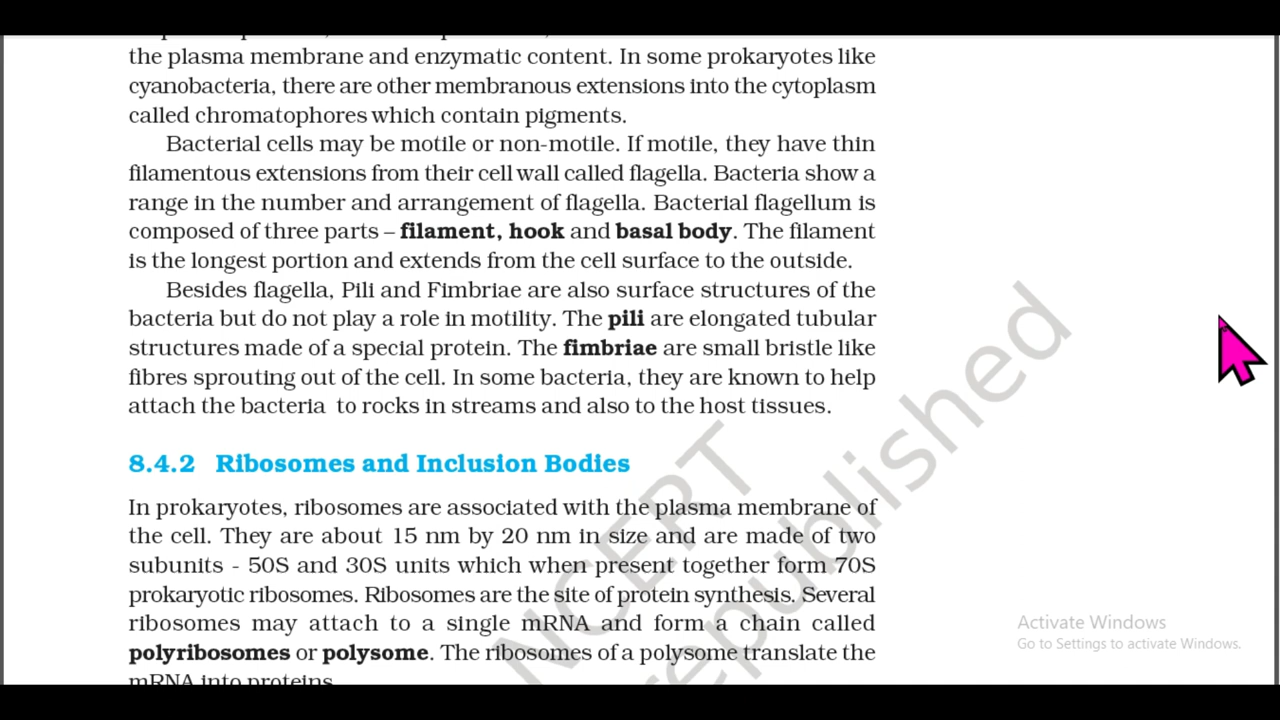 the plasma membrane and enzymatic content. In some prokaryotes like
cyanobacteria, there are other membranous extensions into the cytoplasm
called chromatophores which contain pigments.
Bacterial cells may be motile or non-motile. If motile, they have thin
filamentous extensions from their cell wall called flagella. Bacteria show a
range in the number and arrangement of flagella. Bacterial flagellum is
composed of three parts – filament, hook and basal body. The filament
is the longest portion and extends from the cell surface to the outside.
Besides flagella, Pili and Fimbriae are also surface structures of the
bacteria but do not play a role in motility. The pili are elongated tubular
structures made of a special protein. The fimbriae are small bristle like
fibres sprouting out of the cell. In some bacteria, they are known to help
attach the bacteria to rocks in streams and also to the host tissues.
8.4.2 Ribosomes and Inclusion Bodies
In prokaryotes, ribosomes are associated with the plasma membrane of
the cell. They are about 15 nm by 20 nm in size and are made of two
subunits - 50S and 30S units which when present together form 70S
prokaryotic ribosomes. Ribosomes are the site of protein synthesis. Several
ribosomes may attach to a single mRNA and form a chain called
polyribosomes or polysome. The ribosomes of a polysome translate the
mRNA into proteins.
NCERT
republished
Activate Windows
Go to Settings to activate Windows.